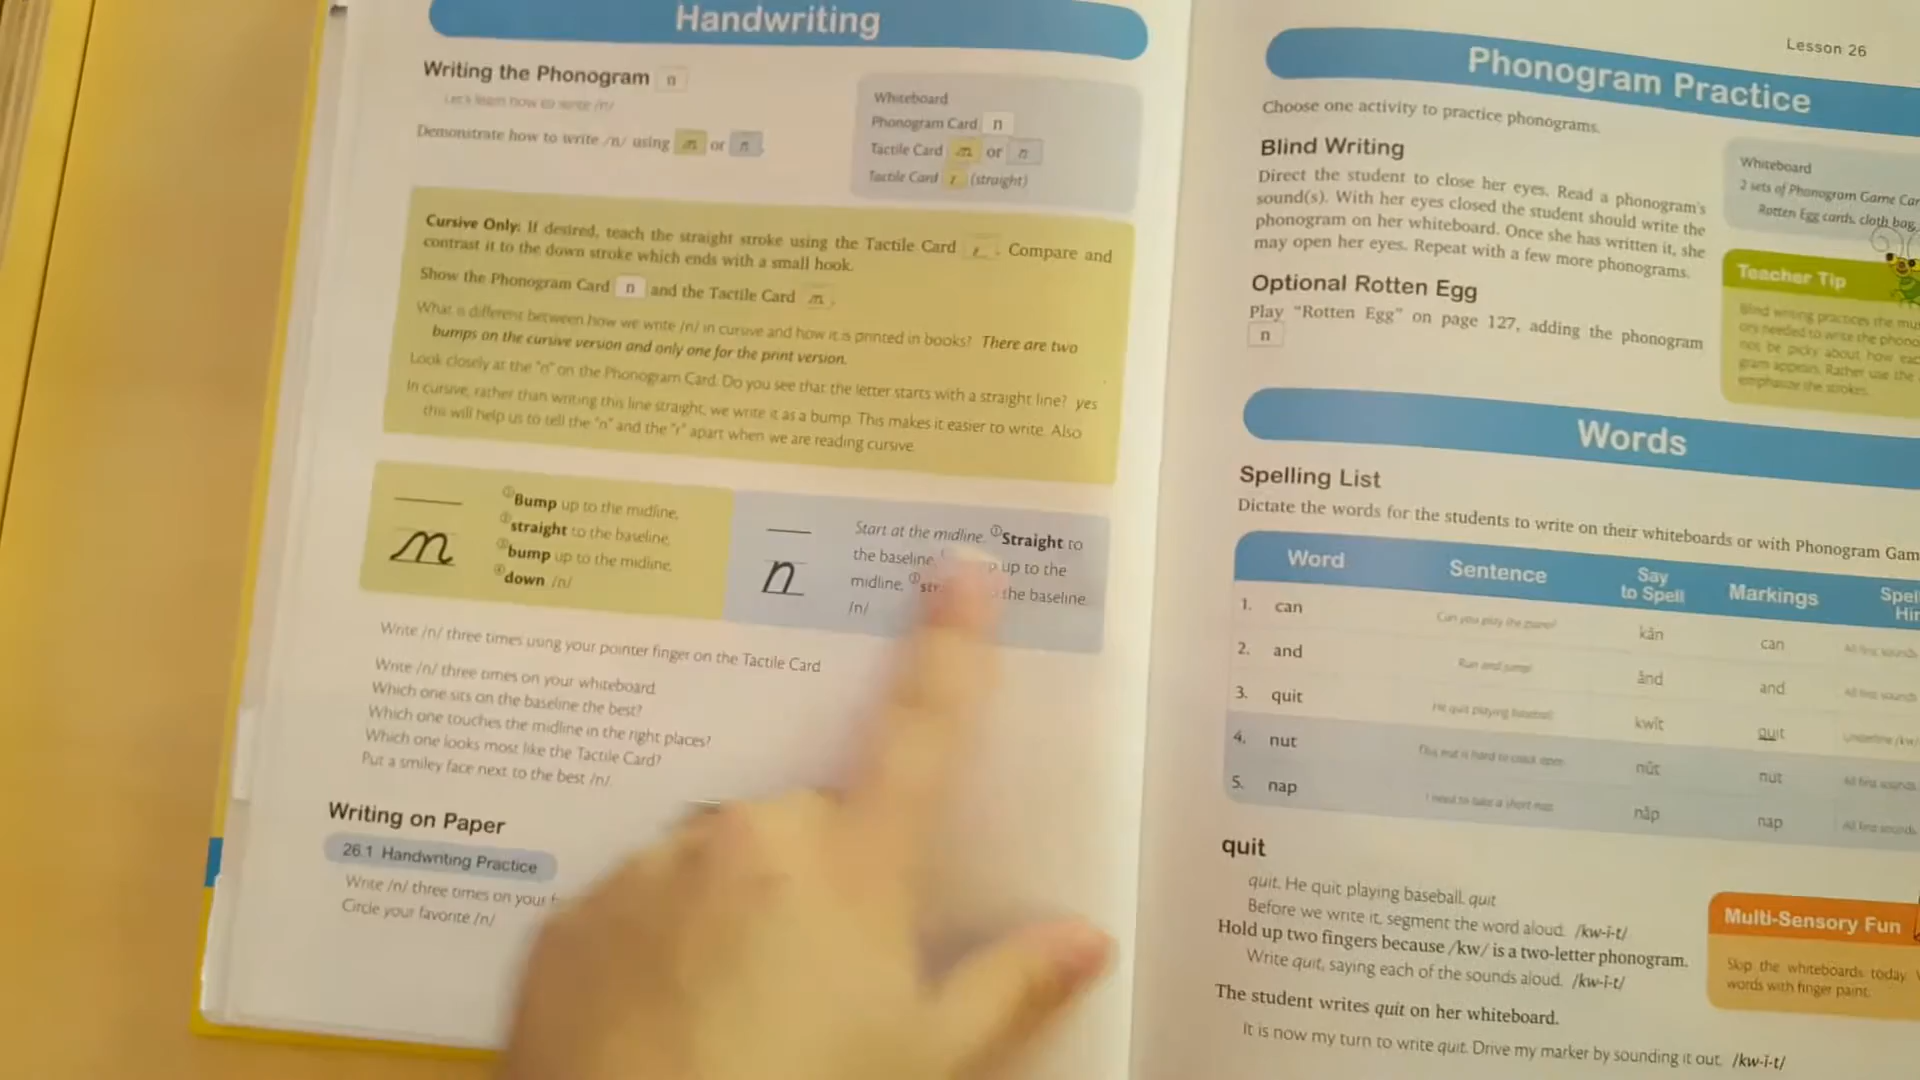 Handwriting
Writing the Phonogram n
Let's learn how to write /n/
Demonstrate how to write /n/ using n or n
Whiteboard
Phonogram Card n
Tactile Card n or n
Tactile Card (straight)
Cursive Only: If desired, teach the straight stroke using the Tactile Card . Compare and
contrast it to the down stroke which ends with a small hook.
Show the Phonogram Card n and the Tactile Card n .
What is different between how we write /n/ in cursive and how it is printed in books? There are two
bumps on the cursive version and only one for the print version.
Look closely at the "n" on the Phonogram Card. Do you see that the letter starts with a straight line? yes
In cursive, rather than writing this line straight, we write it as a bump. This makes it easier to write. Also
this will help us to tell the "n" and the "r" apart when we are reading cursive.
n
①Bump up to the midline,
②straight to the baseline,
③bump up to the midline,
④down /n/
n
Start at the midline. ①Straight to
the baseline, up to the
midline, ③ the baseline.
/n/
Write /n/ three times using your pointer finger on the Tactile Card
Write /n/ three times on your whiteboard.
Which one sits on the baseline the best?
Which one touches the midline in the right places?
Which one looks most like the Tactile Card?
Put a smiley face next to the best /n/.
Writing on Paper
26.1 Handwriting Practice
Write /n/ three times on your
Circle your favorite /n/
Lesson 26
Phonogram Practice
Choose one activity to practice phonograms.
Blind Writing
Direct the student to close her eyes. Read a phonogram's
sound(s). With her eyes closed the student should write the
phonogram on her whiteboard. Once she has written it, she
may open her eyes. Repeat with a few more phonograms.
Whiteboard
2 sets of Phonogram Game Car
Rotten Egg cards, cloth bag,
Teacher Tip
Blind writing practices the mus
ory needed to write the phono
not be picky about how eac
gram appears. Rather use the
emphasize the strokes.
Optional Rotten Egg
Play "Rotten Egg" on page 127, adding the phonogram
n
Words
Spelling List
Dictate the words for the students to write on their whiteboards or with Phonogram Gam
Word Sentence Say to Spell Markings Spel Hin
1. can Can you play the piano? kăn can All first sounds
2. and Run and jump! ănd and All first sounds
3. quit He quit playing baseball. kwĭt quit Underline /kw/
4. nut This nut is hard to crack open. nŭt nut All first sounds
5. nap I need to take a short nap. năp nap All first sounds
quit
quit. He quit playing baseball. quit
Before we write it, segment the word aloud. /kw-ĭ-t/
Hold up two fingers because /kw/ is a two-letter phonogram.
Write quit, saying each of the sounds aloud. /kw-ĭ-t/
The student writes quit on her whiteboard.
It is now my turn to write quit. Drive my marker by sounding it out. /kw-ĭ-t/
Multi-Sensory Fun
Skip the whiteboards today.
words with finger paint.